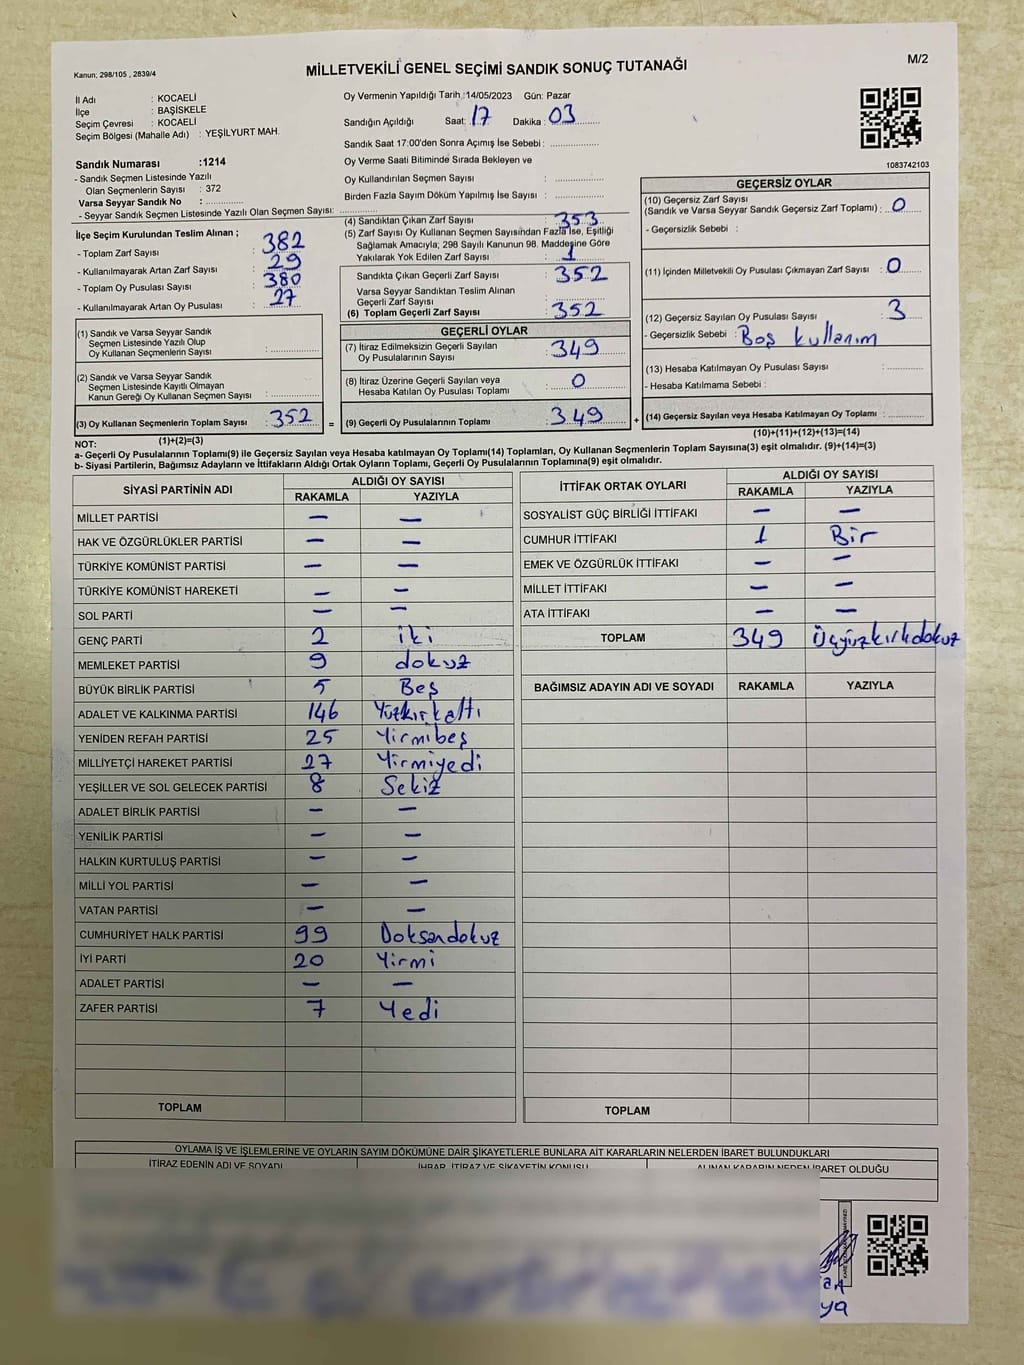 Kanun; 298/105 , 2839/4
MİLLETVEKİLİ GENEL SEÇİMİ SANDIK SONUÇ TUTANAĞI
M/2
İl Adı : KOCAELİ
İlçe : BAŞİSKELE
Seçim Çevresi : KOCAELİ
Seçim Bölgesi (Mahalle Adı) : YEŞİLYURT MAH.
Sandık Numarası :1214
- Sandık Seçmen Listesinde Yazılı
Olan Seçmenlerin Sayısı : 372
Varsa Seyyar Sandık No :
- Seyyar Sandık Seçmen Listesinde Yazılı Olan Seçmen Sayısı:
Oy Vermenin Yapıldığı Tarih :14/05/2023 Gün: Pazar
Sandığın Açıldığı Saat: 17 Dakika : 03
Sandık Saat 17:00'den Sonra Açımış İse Sebebi :
Oy Verme Saati Bitiminde Sırada Bekleyen ve
Oy Kullandırılan Seçmen Sayısı :
Birden Fazla Sayım Döküm Yapılmış İse Sayısı :
1083742103
İlçe Seçim Kurulundan Teslim Alınan ;
- Toplam Zarf Sayısı : 382
- Kullanılmayarak Artan Zarf Sayısı : 29
- Toplam Oy Pusulası Sayısı : 380
- Kullanılmayarak Artan Oy Pusulası : 27
(1) Sandık ve Varsa Seyyar Sandık
Seçmen Listesinde Yazılı Olup
Oy Kullanan Seçmenlerin Sayısı :
(2) Sandık ve Varsa Seyyar Sandık
Seçmen Listesinde Kayıtlı Olmayan
Kanun Gereği Oy Kullanan Seçmen Sayısı :
(3) Oy Kullanan Seçmenlerin Toplam Sayısı : 352
(1)+(2)=(3)
=
(4) Sandıktan Çıkan Zarf Sayısı : 353
(5) Zarf Sayısı Oy Kullanan Seçmen Sayısından Fazla İse, Eşitliği
Sağlamak Amacıyla; 298 Sayılı Kanunun 98. Maddesine Göre
Yakılarak Yok Edilen Zarf Sayısı : 1
Sandıkta Çıkan Geçerli Zarf Sayısı : 352
Varsa Seyyar Sandıktan Teslim Alınan
Geçerli Zarf Sayısı :
(6) Toplam Geçerli Zarf Sayısı : 352
GEÇERLİ OYLAR
(7) İtiraz Edilmeksizin Geçerli Sayılan
Oy Pusulalarının Sayısı : 349
(8) İtiraz Üzerine Geçerli Sayılan veya
Hesaba Katılan Oy Pusulası Toplamı : 0
(9) Geçerli Oy Pusulalarının Toplamı : 349
+
GEÇERSİZ OYLAR
(10) Geçersiz Zarf Sayısı
(Sandık ve Varsa Seyyar Sandık Geçersiz Zarf Toplamı) : 0
- Geçersizlik Sebebi :
(11) İçinden Milletvekili Oy Pusulası Çıkmayan Zarf Sayısı : 0
(12) Geçersiz Sayılan Oy Pusulası Sayısı : 3
- Geçersizlik Sebebi : Boş kullanım
(13) Hesaba Katılmayan Oy Pusulası Sayısı :
- Hesaba Katılmama Sebebi :
(14) Geçersiz Sayılan veya Hesaba Katılmayan Oy Toplamı :
(10)+(11)+(12)+(13)=(14)
NOT:
a- Geçerli Oy Pusulalarının Toplamı(9) ile Geçersiz Sayılan veya Hesaba katılmayan Oy Toplamı(14) Toplamları, Oy Kullanan Seçmenlerin Toplam Sayısına(3) eşit olmalıdır. (9)+(14)=(3)
b- Siyasi Partilerin, Bağımsız Adayların ve İttifakların Aldığı Ortak Oyların Toplamı, Geçerli Oy Pusulalarının Toplamına(9) eşit olmalıdır.
SİYASİ PARTİNİN ADI ALDIĞI OY SAYISI
RAKAMLA YAZIYLA
MİLLET PARTİSİ — —
HAK VE ÖZGÜRLÜKLER PARTİSİ — —
TÜRKİYE KOMÜNİST PARTİSİ — —
TÜRKİYE KOMÜNİST HAREKETİ — —
SOL PARTİ — —
GENÇ PARTİ 2 iki
MEMLEKET PARTİSİ 9 dokuz
BÜYÜK BİRLİK PARTİSİ 5 Beş
ADALET VE KALKINMA PARTİSİ 146 Yüzkırkaltı
YENİDEN REFAH PARTİSİ 25 Yirmibeş
MİLLİYETÇİ HAREKET PARTİSİ 27 Yirmiyedi
YEŞİLLER VE SOL GELECEK PARTİSİ 8 Sekiz
ADALET BİRLİK PARTİSİ — —
YENİLİK PARTİSİ — —
HALKIN KURTULUŞ PARTİSİ — —
MİLLİ YOL PARTİSİ — —
VATAN PARTİSİ — —
CUMHURİYET HALK PARTİSİ 99 Doksandokuz
İYİ PARTİ 20 Yirmi
ADALET PARTİSİ — —
ZAFER PARTİSİ 7 Yedi
TOPLAM
İTTİFAK ORTAK OYLARI ALDIĞI OY SAYISI
RAKAMLA YAZIYLA
SOSYALİST GÜÇ BİRLİĞİ İTTİFAKI — —
CUMHUR İTTİFAKI 1 Bir
EMEK VE ÖZGÜRLÜK İTTİFAKI — —
MİLLET İTTİFAKI — —
ATA İTTİFAKI — —
TOPLAM 349 Üçyüzkırkdokuz
BAĞIMSIZ ADAYIN ADI VE SOYADI RAKAMLA YAZIYLA
TOPLAM
OYLAMA İŞ VE İŞLEMLERİNE VE OYLARIN SAYIM DÖKÜMÜNE DAİR ŞİKAYETLERLE BUNLARA AİT KARARLARIN NELERDEN İBARET BULUNDUKLARI
İTİRAZ EDENİN ADI VE SOYADI İHBAR, İTİRAZ VE ŞİKAYETİN KONUSU ALINAN KARARIN NEDEN İBARET OLDUĞU